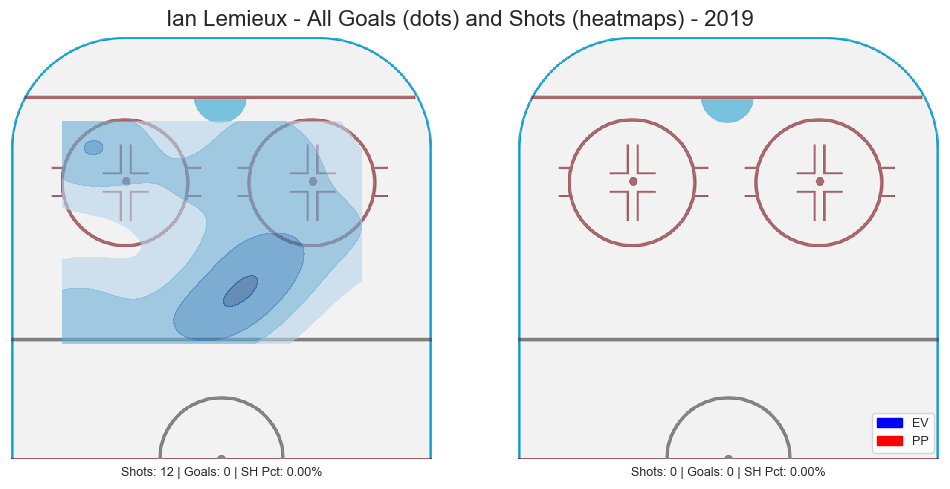 Ian Lemieux - All Goals (dots) and Shots (heatmaps) - 2019
EV
PP
Shots: 12 | Goals: 0 | SH Pct: 0.00%
Shots: 0 | Goals: 0 | SH Pct: 0.00%